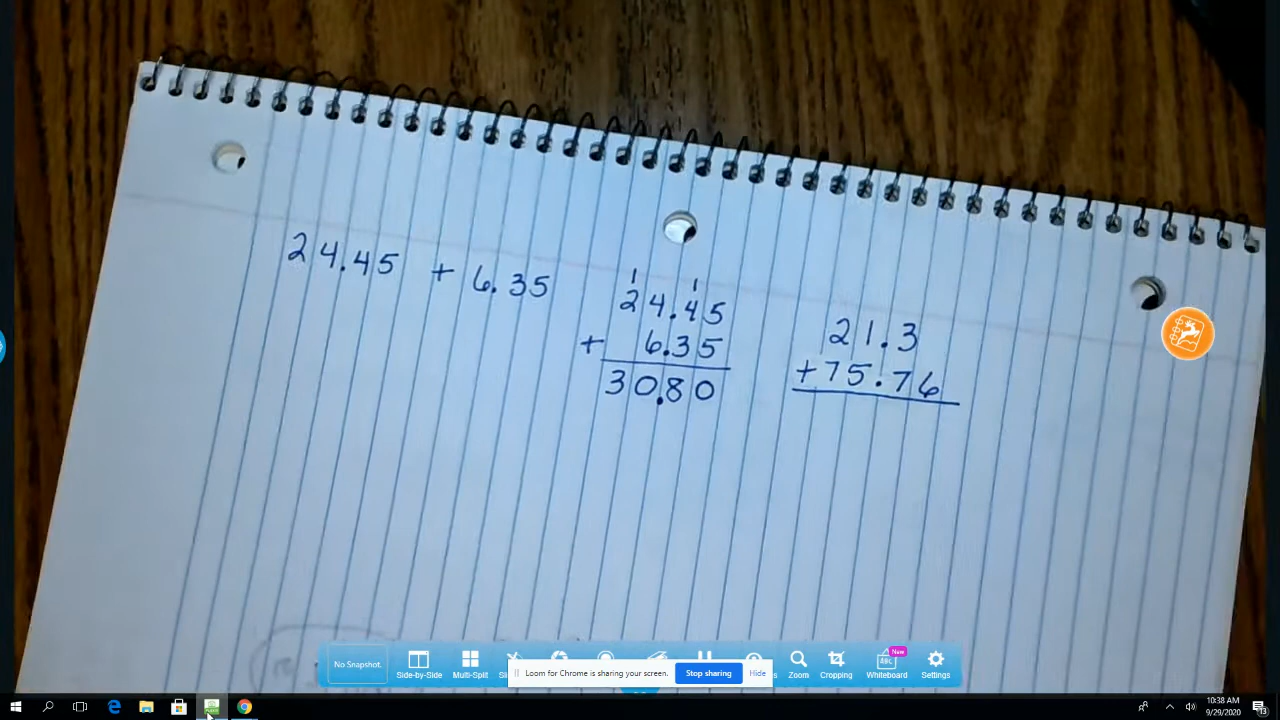 24.45 + 6.35
1 1
24.45
+ 6.35
30.80
21.3
+75.76
No Snapshot.
Side-by-Side
Multi-Split
Loom for Chrome is sharing your screen.
Stop sharing
Hide
Zoom
Cropping
New
ABC
Whiteboard
Settings
10:38 AM
9/29/2020
13